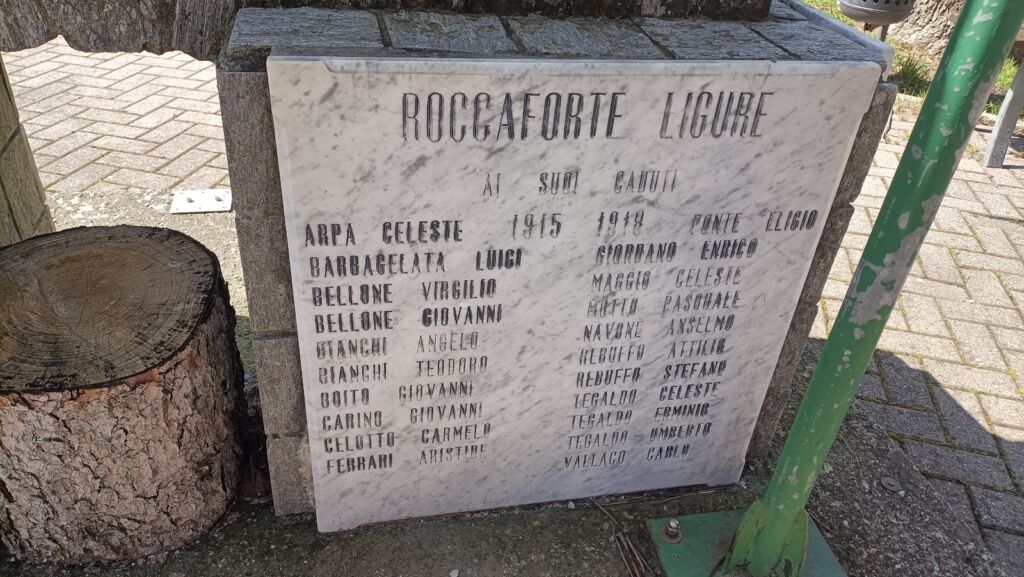 ROCCAFORTE LIGURE
AI SUOI CADUTI
ARPA CELESTE 1915 1918 PONTE ELIGIO
BARBAGELATA LUIGI GIORDANO ENRICO
BELLONE VIRGILIO MAGGIO CELESTE
BELLONE GIOVANNI MOTTO PASQUALE
BIANCHI ANGELO NAVONE ANSELMO
BIANCHI TEODORO REBUFFO ATTILIO
BOITO GIOVANNI REBUFFO STEFANO
CARINO GIOVANNI TEGALDO CELESTE
CELOTTO CARMELO TEGALDO ERMINIO
FERRARI ARISTIDE TEGALDO UMBERTO
VALLACO CARLO